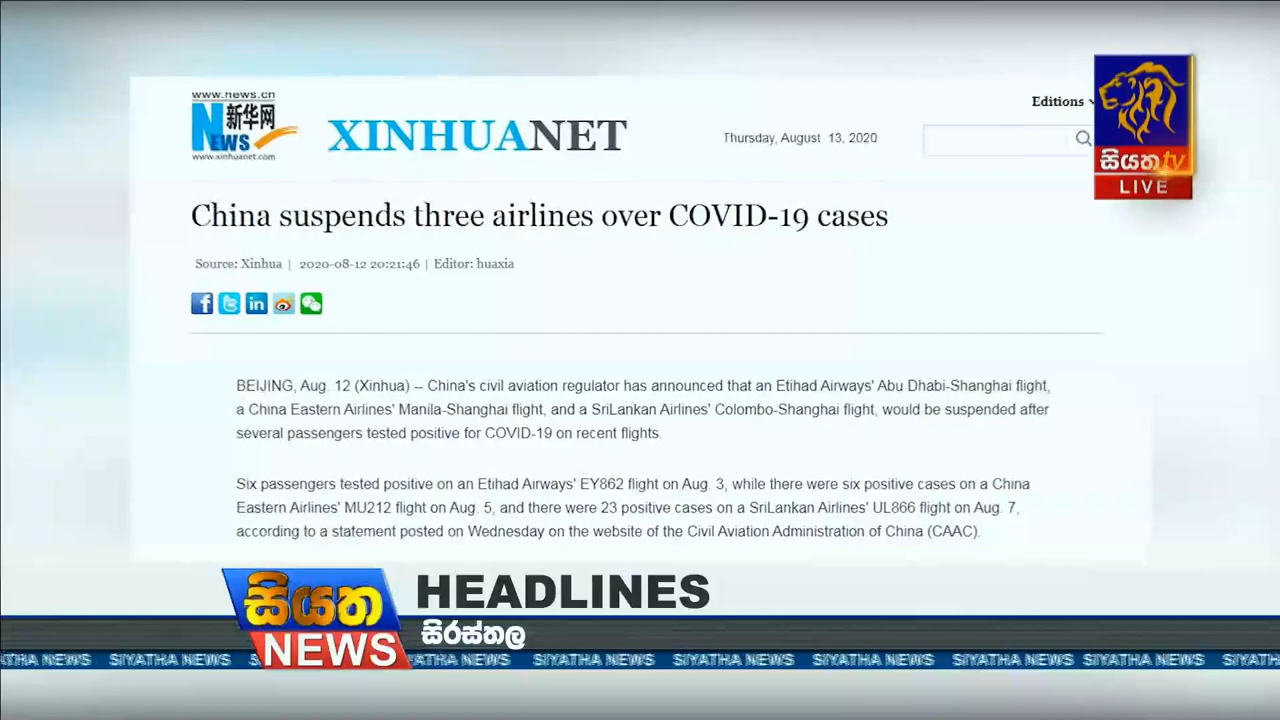 www.news.cn
新华网
NEWS
www.xinhuanet.com
XINHUANET
Thursday, August 13, 2020
Editions
සියත tv
LIVE
China suspends three airlines over COVID-19 cases
Source: Xinhua | 2020-08-12 20:21:46 | Editor: huaxia
BEIJING, Aug. 12 (Xinhua) -- China's civil aviation regulator has announced that an Etihad Airways' Abu Dhabi-Shanghai flight,
a China Eastern Airlines' Manila-Shanghai flight, and a SriLankan Airlines' Colombo-Shanghai flight, would be suspended after
several passengers tested positive for COVID-19 on recent flights.
Six passengers tested positive on an Etihad Airways' EY862 flight on Aug. 3, while there were six positive cases on a China
Eastern Airlines' MU212 flight on Aug. 5, and there were 23 positive cases on a SriLankan Airlines' UL866 flight on Aug. 7,
according to a statement posted on Wednesday on the website of the Civil Aviation Administration of China (CAAC).
සියත
NEWS
HEADLINES
සිරස්තල
ATHA NEWS SIYATHA NEWS S YATHA NEWS SIYATHA NEWS SIYATHA NEWS SIYATHA NEWS SIYATHA NEWS SIYATHA NEWS SIYATH